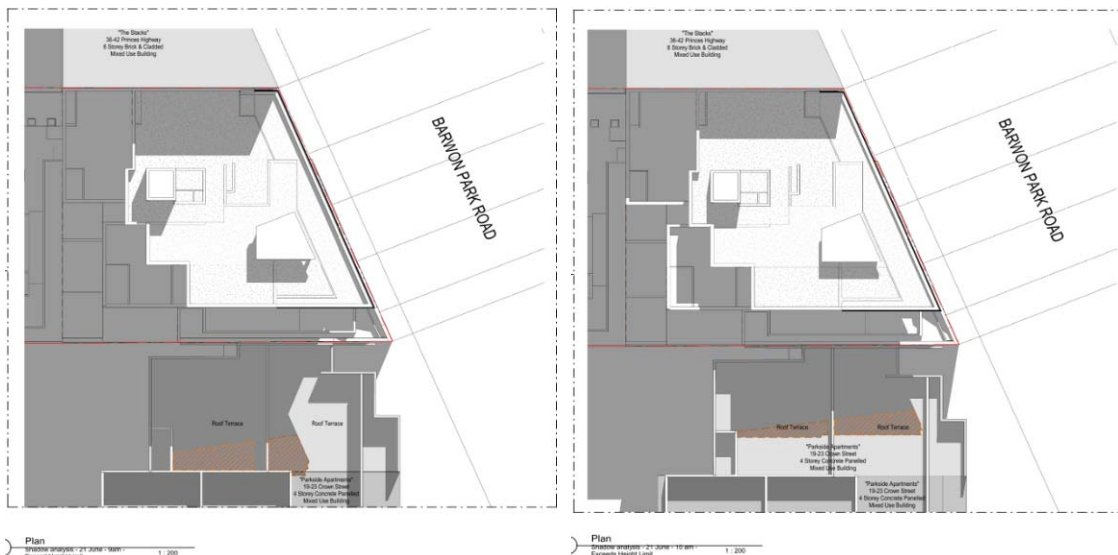 "The Stacks"
36-42 Princes Highway
8 Storey Brick & Cladded
Mixed Use Building
BARWON PARK ROAD
Roof Terrace
Roof Terrace
"Parkside Apartments"
19-23 Crown Street
4 Storey Concrete Panelled
Mixed Use Building
Plan
Shadow analysis - 21 June - 9am -
1 : 200
"The Stacks"
36-42 Princes Highway
8 Storey Brick & Cladded
Mixed Use Building
BARWON PARK ROAD
Roof Terrace
Roof Terrace
"Parkside Apartments"
19-23 Crown Street
4 Storey Concrete Panelled
Mixed Use Building
"Parkside Apartments"
19-23 Crown Street
4 Storey Concrete Panelled
Mixed Use Building
Plan
Shadow analysis - 21 June - 10 am -
Exceeds Height Limit
1 : 200